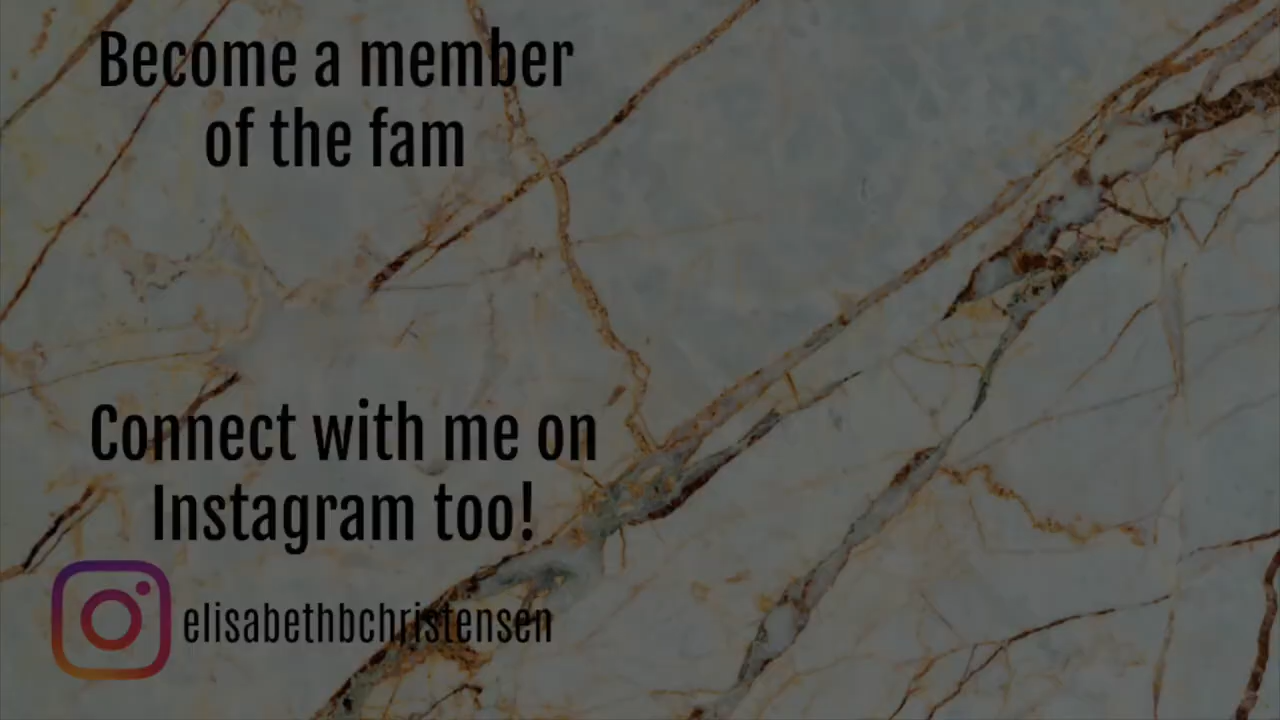 Become a member
of the fam
Connect with me on
Instagram too!
elisabethbchristensen